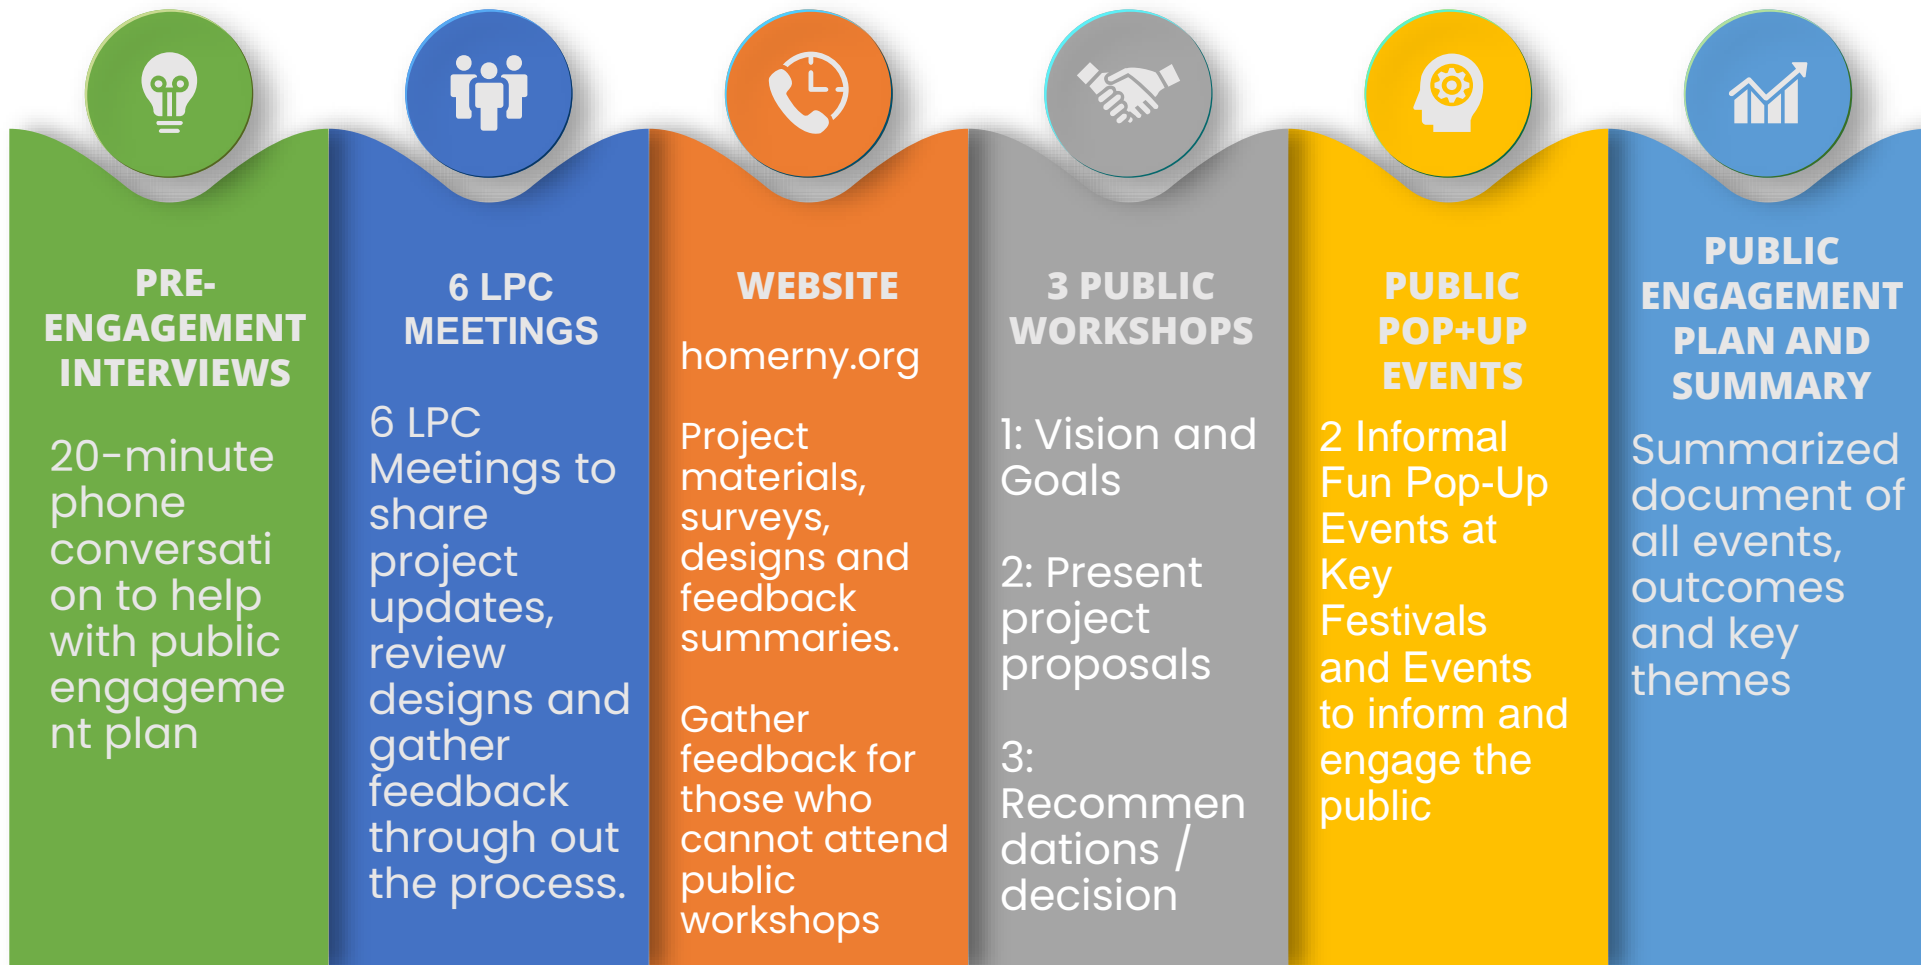 PRE-
ENGAGEMENT
INTERVIEWS
20-minute
phone
conversati
on to help
with public
engageme
nt plan
6 LPC
MEETINGS
6 LPC
Meetings to
share
project
updates,
review
designs and
gather
feedback
through out
the process.
WEBSITE
homerny.org
Project
materials,
surveys,
designs and
feedback
summaries.
Gather
feedback for
those who
cannot attend
public
workshops
3 PUBLIC
WORKSHOPS
1: Vision and
Goals
2: Present
project
proposals
3:
Recommen
dations /
decision
PUBLIC
POP+UP
EVENTS
2 Informal
Fun Pop-Up
Events at
Key
Festivals
and Events
to inform and
engage the
public
PUBLIC
ENGAGEMENT
PLAN AND
SUMMARY
Summarized
document of
all events,
outcomes
and key
themes